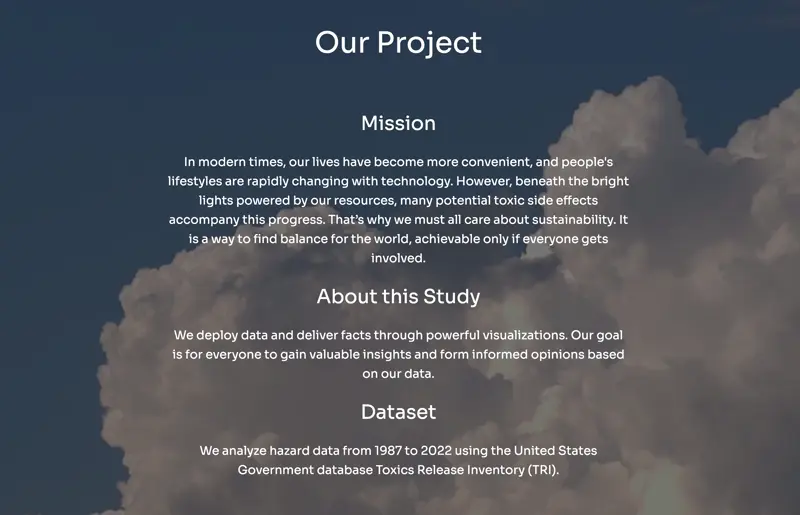 Our Project
Mission
In modern times, our lives have become more convenient, and people's
lifestyles are rapidly changing with technology. However, beneath the bright
lights powered by our resources, many potential toxic side effects
accompany this progress. That’s why we must all care about sustainability. It
is a way to find balance for the world, achievable only if everyone gets
involved.
About this Study
We deploy data and deliver facts through powerful visualizations. Our goal
is for everyone to gain valuable insights and form informed opinions based
on our data.
Dataset
We analyze hazard data from 1987 to 2022 using the United States
Government database Toxics Release Inventory (TRI).